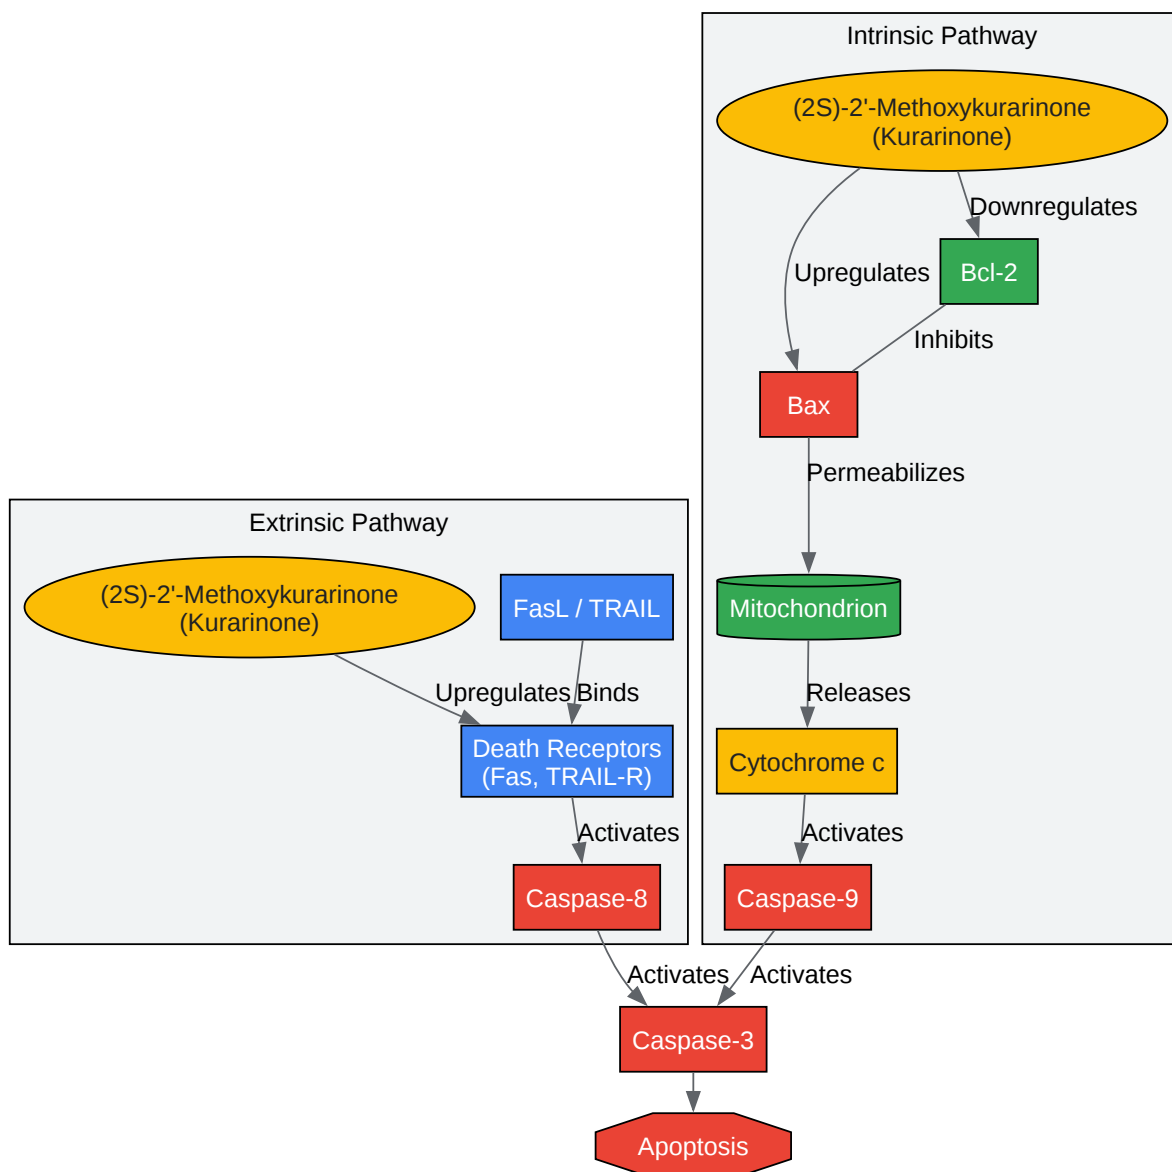 Intrinsic Pathway
(2S)-2'-Methoxykurarinone
(Kurarinone)
Downregulates
Upregulates
Bcl-2
Inhibits
Bax
Permeabilizes
Mitochondrion
Releases
Cytochrome c
Activates
Caspase-9
Extrinsic Pathway
(2S)-2'-Methoxykurarinone
(Kurarinone)
FasL / TRAIL
Upregulates
Binds
Death Receptors
(Fas, TRAIL-R)
Activates
Caspase-8
Activates
Activates
Caspase-3
Apoptosis